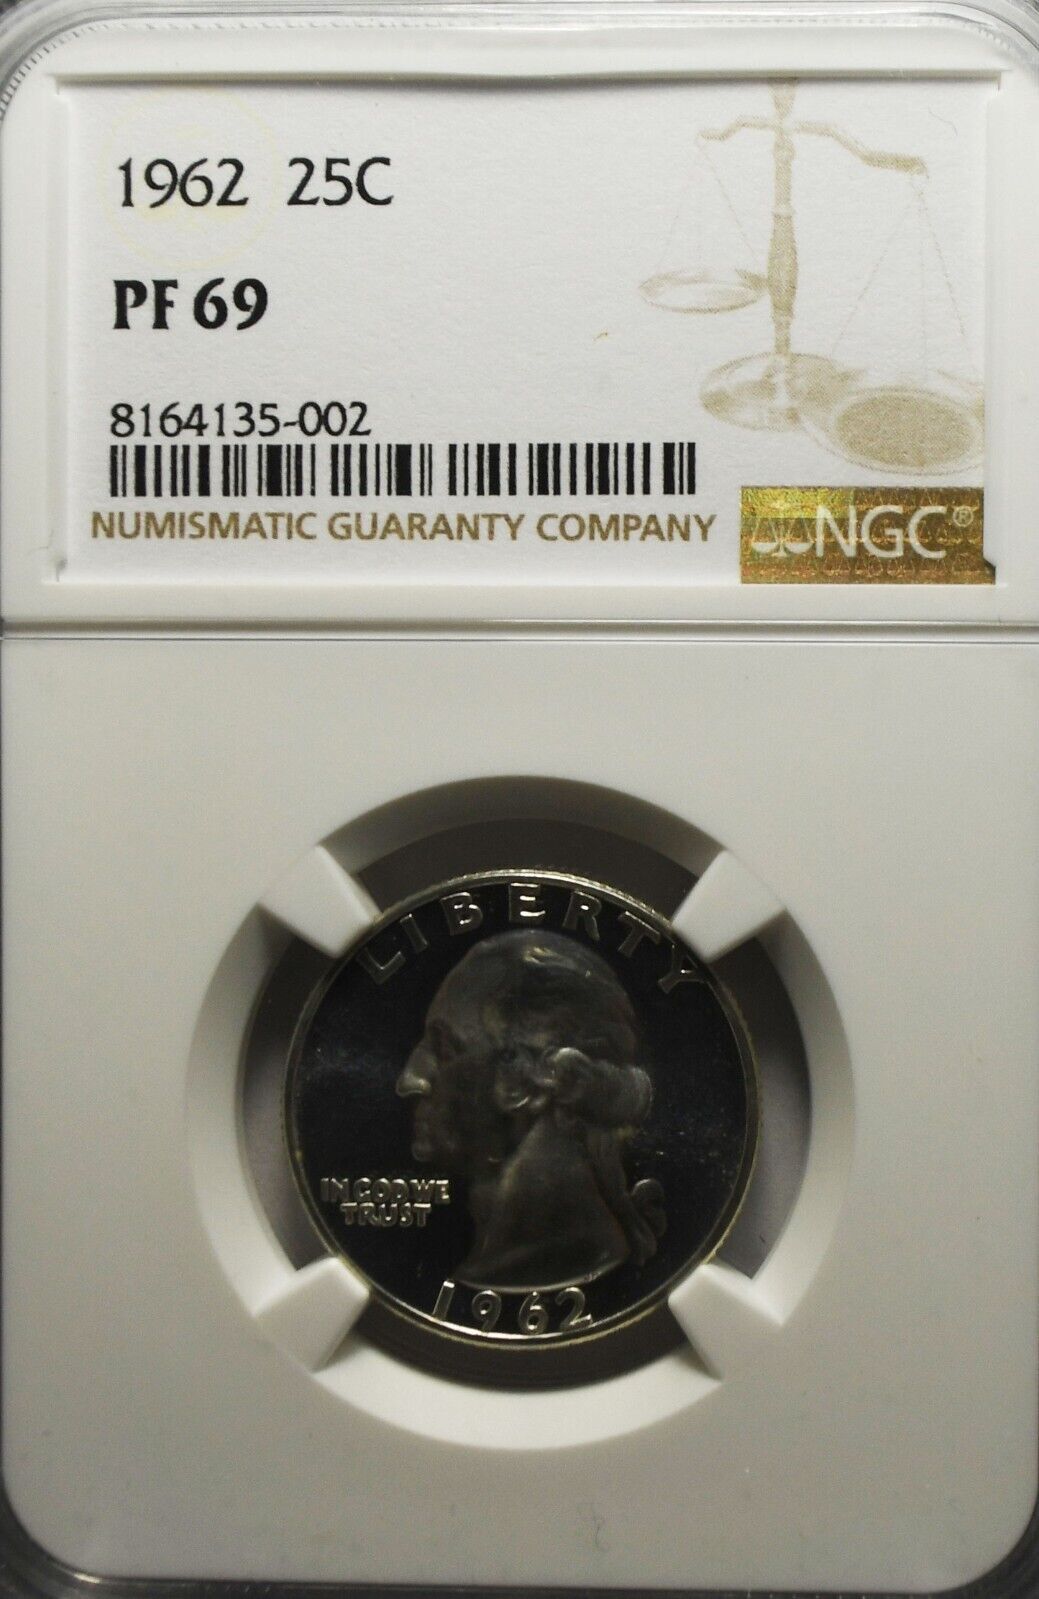 1962 25C
PF 69
8164135-002
NUMISMATIC GUARANTY COMPANY
NGC®
LIBERTY
IN GOD WE
TRUST
1962